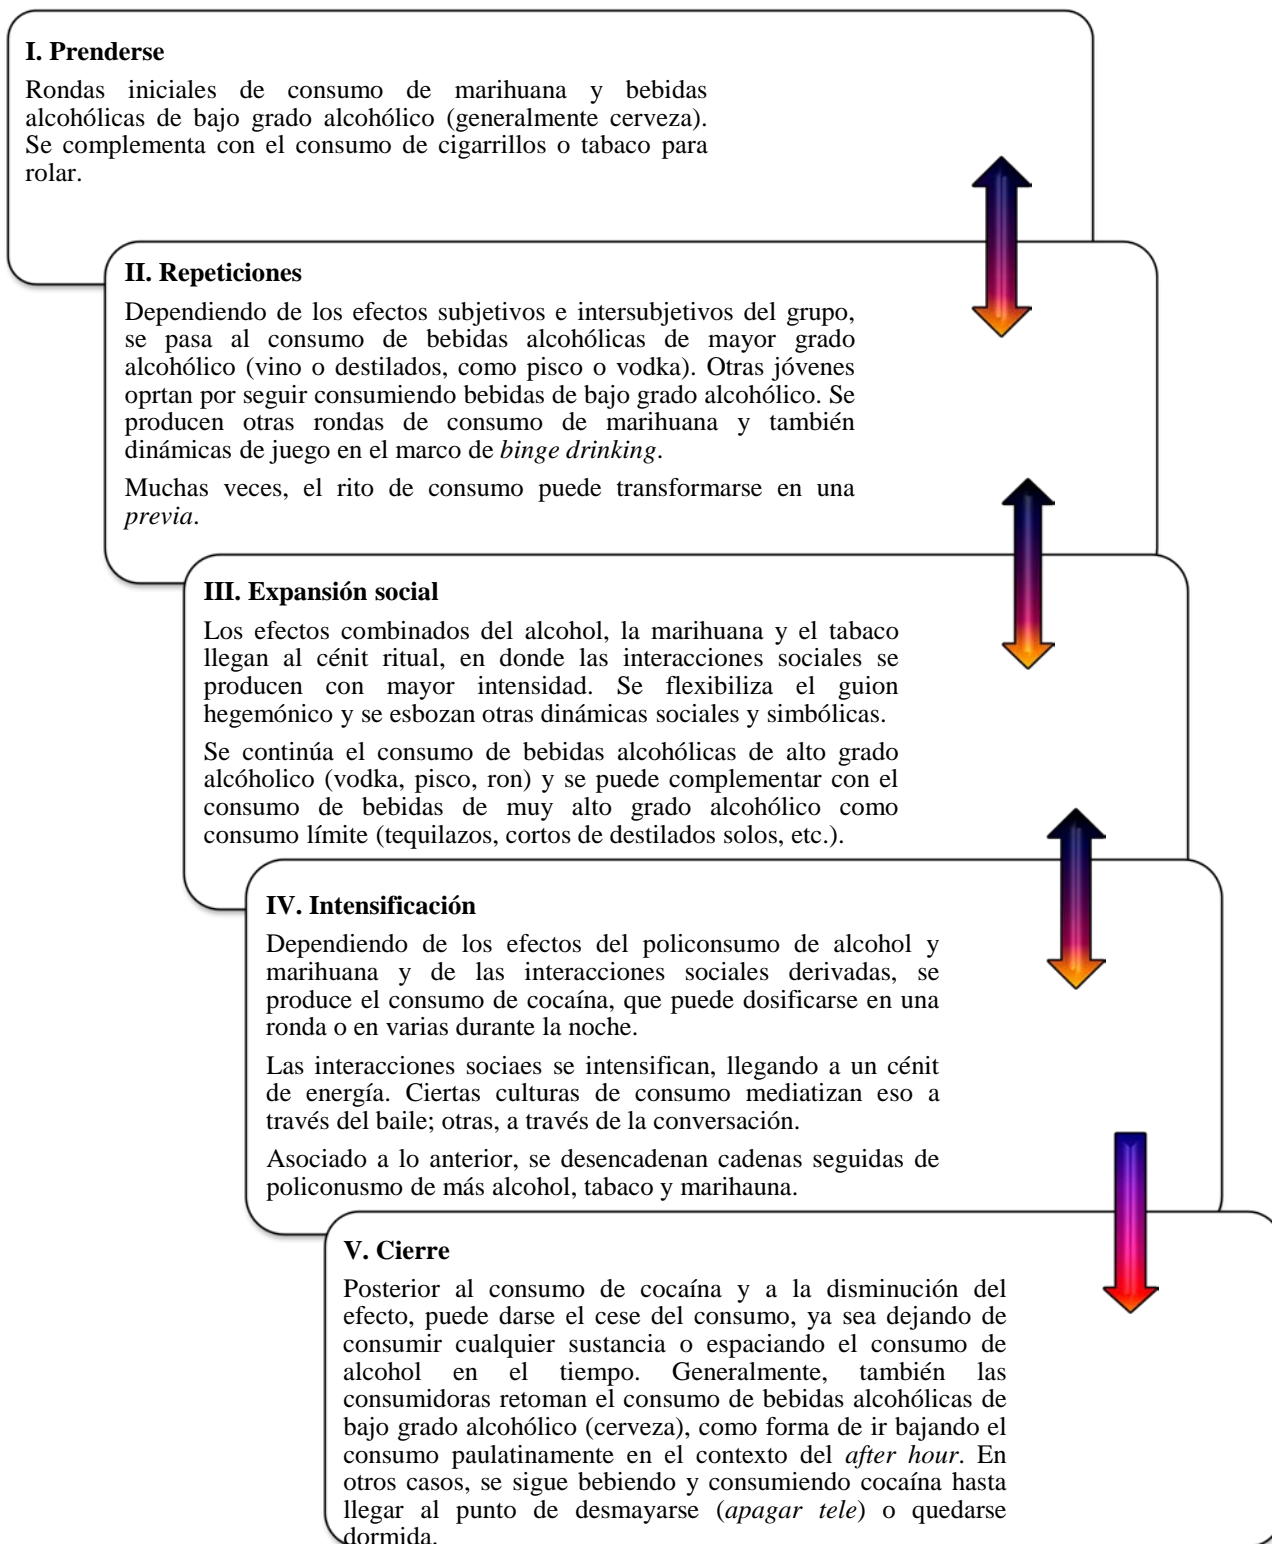 I. Prenderse
Rondas iniciales de consumo de marihuana y bebidas
alcohólicas de bajo grado alcohólico (generalmente cerveza).
Se complementa con el consumo de cigarrillos o tabaco para
rolar.
II. Repeticiones
Dependiendo de los efectos subjetivos e intersubjetivos del grupo,
se pasa al consumo de bebidas alcohólicas de mayor grado
alcohólico (vino o destilados, como pisco o vodka). Otras jóvenes
oprtan por seguir consumiendo bebidas de bajo grado alcohólico. Se
producen otras rondas de consumo de marihuana y también
dinámicas de juego en el marco de binge drinking.
Muchas veces, el rito de consumo puede transformarse en una
previa.
III. Expansión social
Los efectos combinados del alcohol, la marihuana y el tabaco
llegan al cénit ritual, en donde las interacciones sociales se
producen con mayor intensidad. Se flexibiliza el guion
hegemónico y se esbozan otras dinámicas sociales y simbólicas.
Se continúa el consumo de bebidas alcohólicas de alto grado
alcóholico (vodka, pisco, ron) y se puede complementar con el
consumo de bebidas de muy alto grado alcohólico como
consumo límite (tequilazos, cortos de destilados solos, etc.).
IV. Intensificación
Dependiendo de los efectos del policonsumo de alcohol y
marihuana y de las interacciones sociales derivadas, se
produce el consumo de cocaína, que puede dosificarse en una
ronda o en varias durante la noche.
Las interacciones sociaes se intensifican, llegando a un cénit
de energía. Ciertas culturas de consumo mediatizan eso a
través del baile; otras, a través de la conversación.
Asociado a lo anterior, se desencadenan cadenas seguidas de
policonusmo de más alcohol, tabaco y marihauna.
V. Cierre
Posterior al consumo de cocaína y a la disminución del
efecto, puede darse el cese del consumo, ya sea dejando de
consumir cualquier sustancia o espaciando el consumo de
alcohol en el tiempo. Generalmente, también las
consumidoras retoman el consumo de bebidas alcohólicas de
bajo grado alcohólico (cerveza), como forma de ir bajando el
consumo paulatinamente en el contexto del after hour. En
otros casos, se sigue bebiendo y consumiendo cocaína hasta
llegar al punto de desmayarse (apagar tele) o quedarse
dormida.